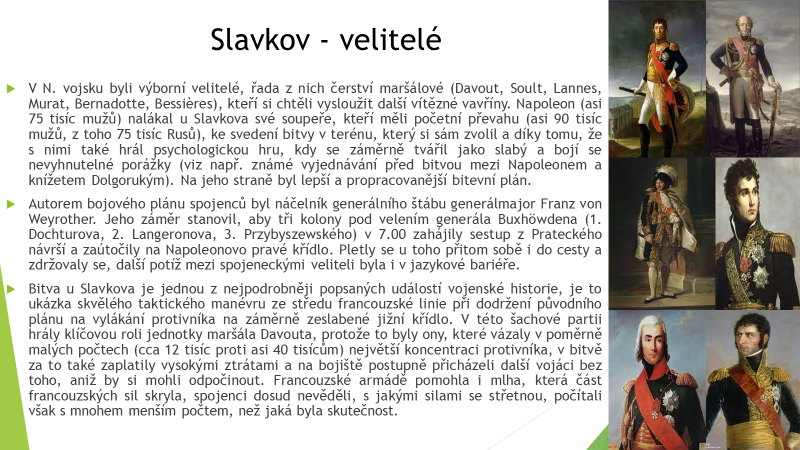 Slavkov - velitelé
V N. vojsku byli výborní velitelé, řada z nich čerství maršálové (Davout, Soult, Lannes,
Murat, Bernadotte, Bessières), kteří si chtěli vysloužit další vítězné vavříny. Napoleon (asi
75 tisíc mužů) nalákal u Slavkova své soupeře, kteří měli početní převahu (asi 90 tisíc
mužů, z toho 75 tisíc Rusů), ke svedení bitvy v terénu, který si sám zvolil a díky tomu, že
s nimi také hrál psychologickou hru, kdy se záměrně tvářil jako slabý a bojí se
nevyhnutelné porážky (viz např. známé vyjednávání před bitvou mezi Napoleonem a
knížetem Dolgorukým). Na jeho straně byl lepší a propracovanější bitevní plán.
Autorem bojového plánu spojenců byl náčelník generálního štábu generálmajor Franz von
Weyrother. Jeho záměr stanovil, aby tři kolony pod velením generála Buxhöwdena (1.
Dochturova, 2. Langeronova, 3. Przybyszewského) v 7.00 zahájily sestup z Prateckého
návrší a zaútočily na Napoleonovo pravé křídlo. Pletly se u toho přitom sobě i do cesty a
zdržovaly se, další potíž mezi spojeneckými veliteli byla i v jazykové bariéře.
Bitva u Slavkova je jednou z nejpodrobněji popsaných událostí vojenské historie, je to
ukázka skvělého taktického manévru ze středu francouzské linie při dodržení původního
plánu na vylákání protivníka na záměrně zeslabené jižní křídlo. V této šachové partii
hrály klíčovou roli jednotky maršála Davouta, protože to byly ony, které vázaly v poměrně
malých počtech (cca 12 tisíc proti asi 40 tisícům) největší koncentraci protivníka, v bitvě
za to také zaplatily vysokými ztrátami a na bojiště postupně přicházeli další vojáci bez
toho, aniž by si mohli odpočinout. Francouzské armádě pomohla i mlha, která část
francouzských sil skryla, spojenci dosud nevěděli, s jakými silami se střetnou, počítali
však s mnohem menším počtem, než jaká byla skutečnost.